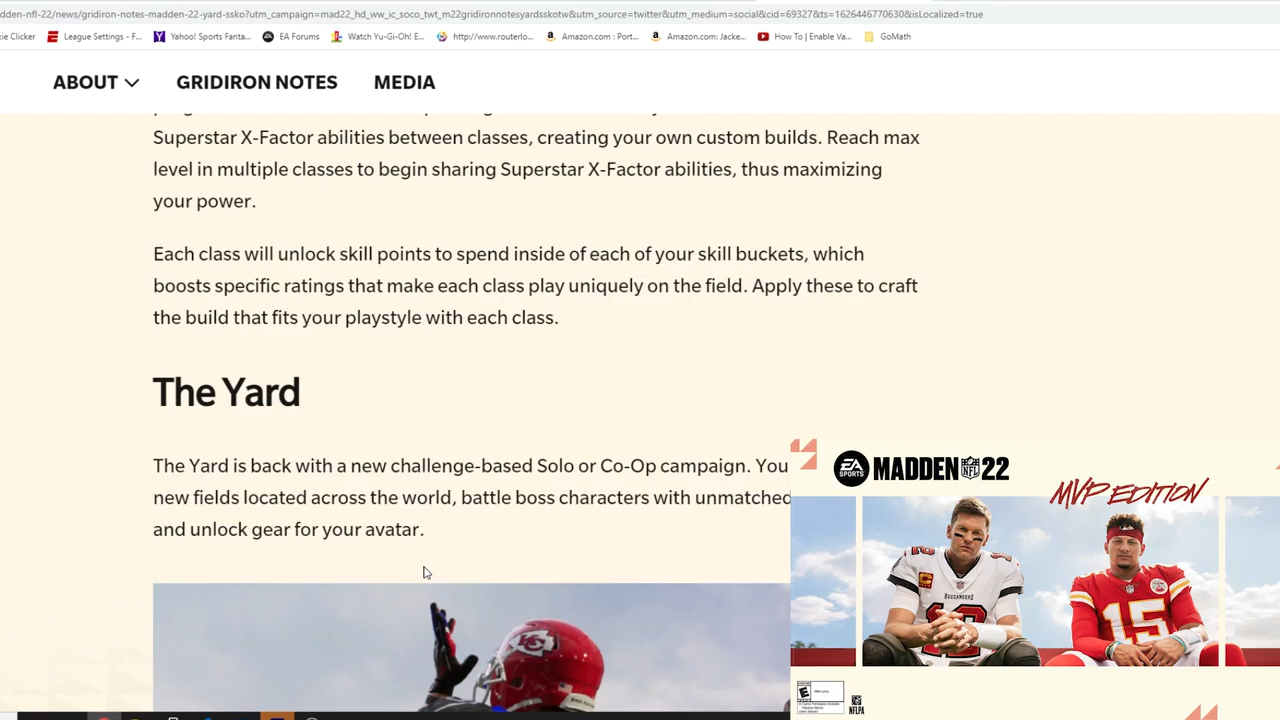 dden-nfl-22/news/gridiron-notes-madden-22-yard-ssko?utm_campaign=mad22_hd_ww_ic_soco_twt_m22gridironnotesyardsskotw&utm_source=twitter&utm_medium=social&cid=69327&ts=1626446770630&isLocalized=true
kie Clicker League Settings - F... Yahoo! Sports Fanta... EA Forums Watch Yu-Gi-Oh! E... http://www.routerlo... Amazon.com : Port... Amazon.com: Jacke... How To | Enable Va... GoMath
ABOUT GRIDIRON NOTES MEDIA
Superstar X-Factor abilities between classes, creating your own custom builds. Reach max
level in multiple classes to begin sharing Superstar X-Factor abilities, thus maximizing
your power.
Each class will unlock skill points to spend inside of each of your skill buckets, which
boosts specific ratings that make each class play uniquely on the field. Apply these to craft
the build that fits your playstyle with each class.
The Yard
The Yard is back with a new challenge-based Solo or Co-Op campaign. You
new fields located across the world, battle boss characters with unmatched
and unlock gear for your avatar.
EA SPORTS MADDEN NFL 22
MVP EDITION
BUCCANEERS
12
15
E
NFLPA